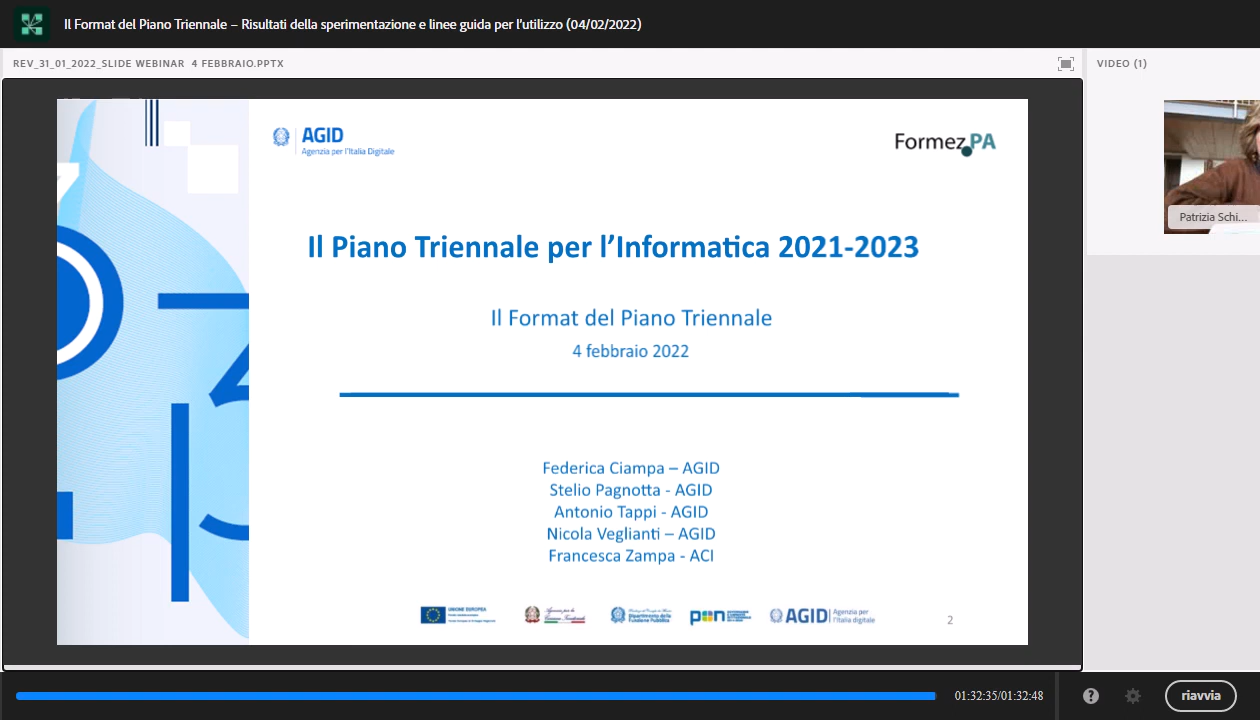 Il Format del Piano Triennale – Risultati della sperimentazione e linee guida per l'utilizzo (04/02/2022)
REV_31_01_2022_SLIDE WEBINAR 4 FEBBRAIO.PPTX
VIDEO (1)
AGID
Agenzia per l'Italia Digitale
Formez PA
Patrizia Schi...
Il Piano Triennale per l'Informatica 2021-2023
Il Format del Piano Triennale
4 febbraio 2022
Federica Ciampa – AGID
Stelio Pagnotta - AGID
Antonio Tappi - AGID
Nicola Veglianti – AGID
Francesca Zampa - ACI
UNIONE EUROPEA
pon
AGID Agenzia per l'Italia digitale
2
01:32:35/01:32:48
?
riavvia